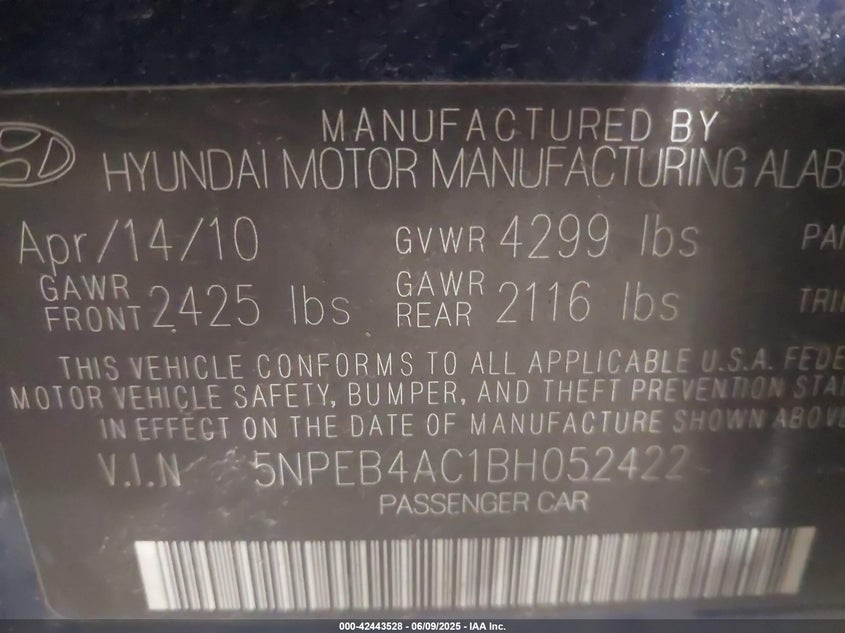 MANUFACTURED BY
HYUNDAI MOTOR MANUFACTURING ALAB
Apr/14/10 GVWR 4299 lbs PAI
GAWR FRONT 2425 lbs GAWR REAR 2116 lbs TRI
THIS VEHICLE CONFORMS TO ALL APPLICABLE U.S.A. FEDE
MOTOR VEHICLE SAFETY, BUMPER, AND THEFT PREVENTION STA
IN EFFECT ON THE DATE OF MANUFACTURE SHOWN ABOVE
V.I.N 5NPEB4AC1BH052422
PASSENGER CAR
000-42443528 - 06/09/2025 - IAA Inc.